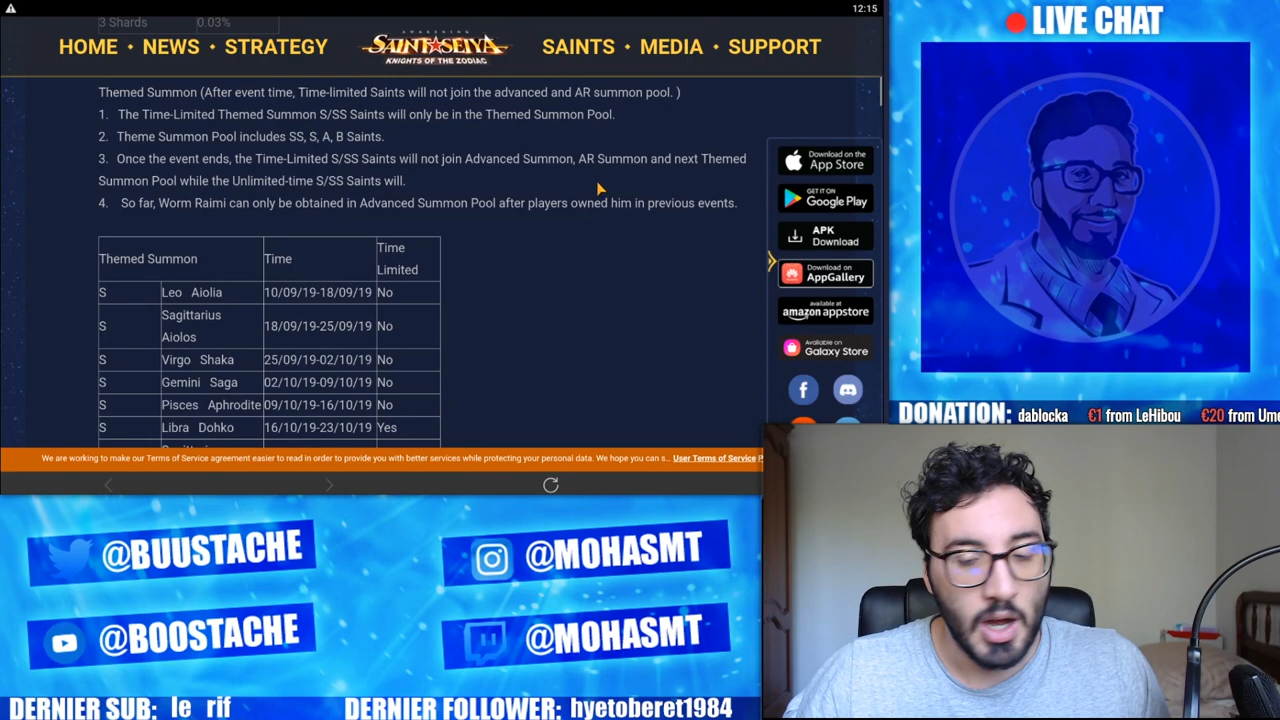 12:15
3 Shards 0.03%
HOME • NEWS • STRATEGY
AWAKENING
SAINT SEIYA
KNIGHTS OF THE ZODIAC
SAINTS • MEDIA • SUPPORT
Themed Summon (After event time, Time-limited Saints will not join the advanced and AR summon pool. )
1. The Time-Limited Themed Summon S/SS Saints will only be in the Themed Summon Pool.
2. Theme Summon Pool includes SS, S, A, B Saints.
3. Once the event ends, the Time-Limited S/SS Saints will not join Advanced Summon, AR Summon and next Themed
Summon Pool while the Unlimited-time S/SS Saints will.
4. So far, Worm Raimi can only be obtained in Advanced Summon Pool after players owned him in previous events.
Themed Summon Time Time
Limited
S Leo Aiolia 10/09/19-18/09/19 No
S Sagittarius
Aiolos 18/09/19-25/09/19 No
S Virgo Shaka 25/09/19-02/10/19 No
S Gemini Saga 02/10/19-09/10/19 No
S Pisces Aphrodite 09/10/19-16/10/19 No
S Libra Dohko 16/10/19-23/10/19 Yes
Download on the
App Store
GET IT ON
Google Play
APK
Download
Download on
AppGallery
available at
amazon appstore
Available on
Galaxy Store
We are working to make our Terms of Service agreement easier to read in order to provide you with better services while protecting your personal data. We hope you can s... User Terms of Service
LIVE CHAT
DONATION: dablocka €1 from LeHibou €20 from Ume
@BUUSTACHE
@MOHASMT
@BOOSTACHE
@MOHASMT
DERNIER SUB: le rif
DERNIER FOLLOWER: hyetoberet1984